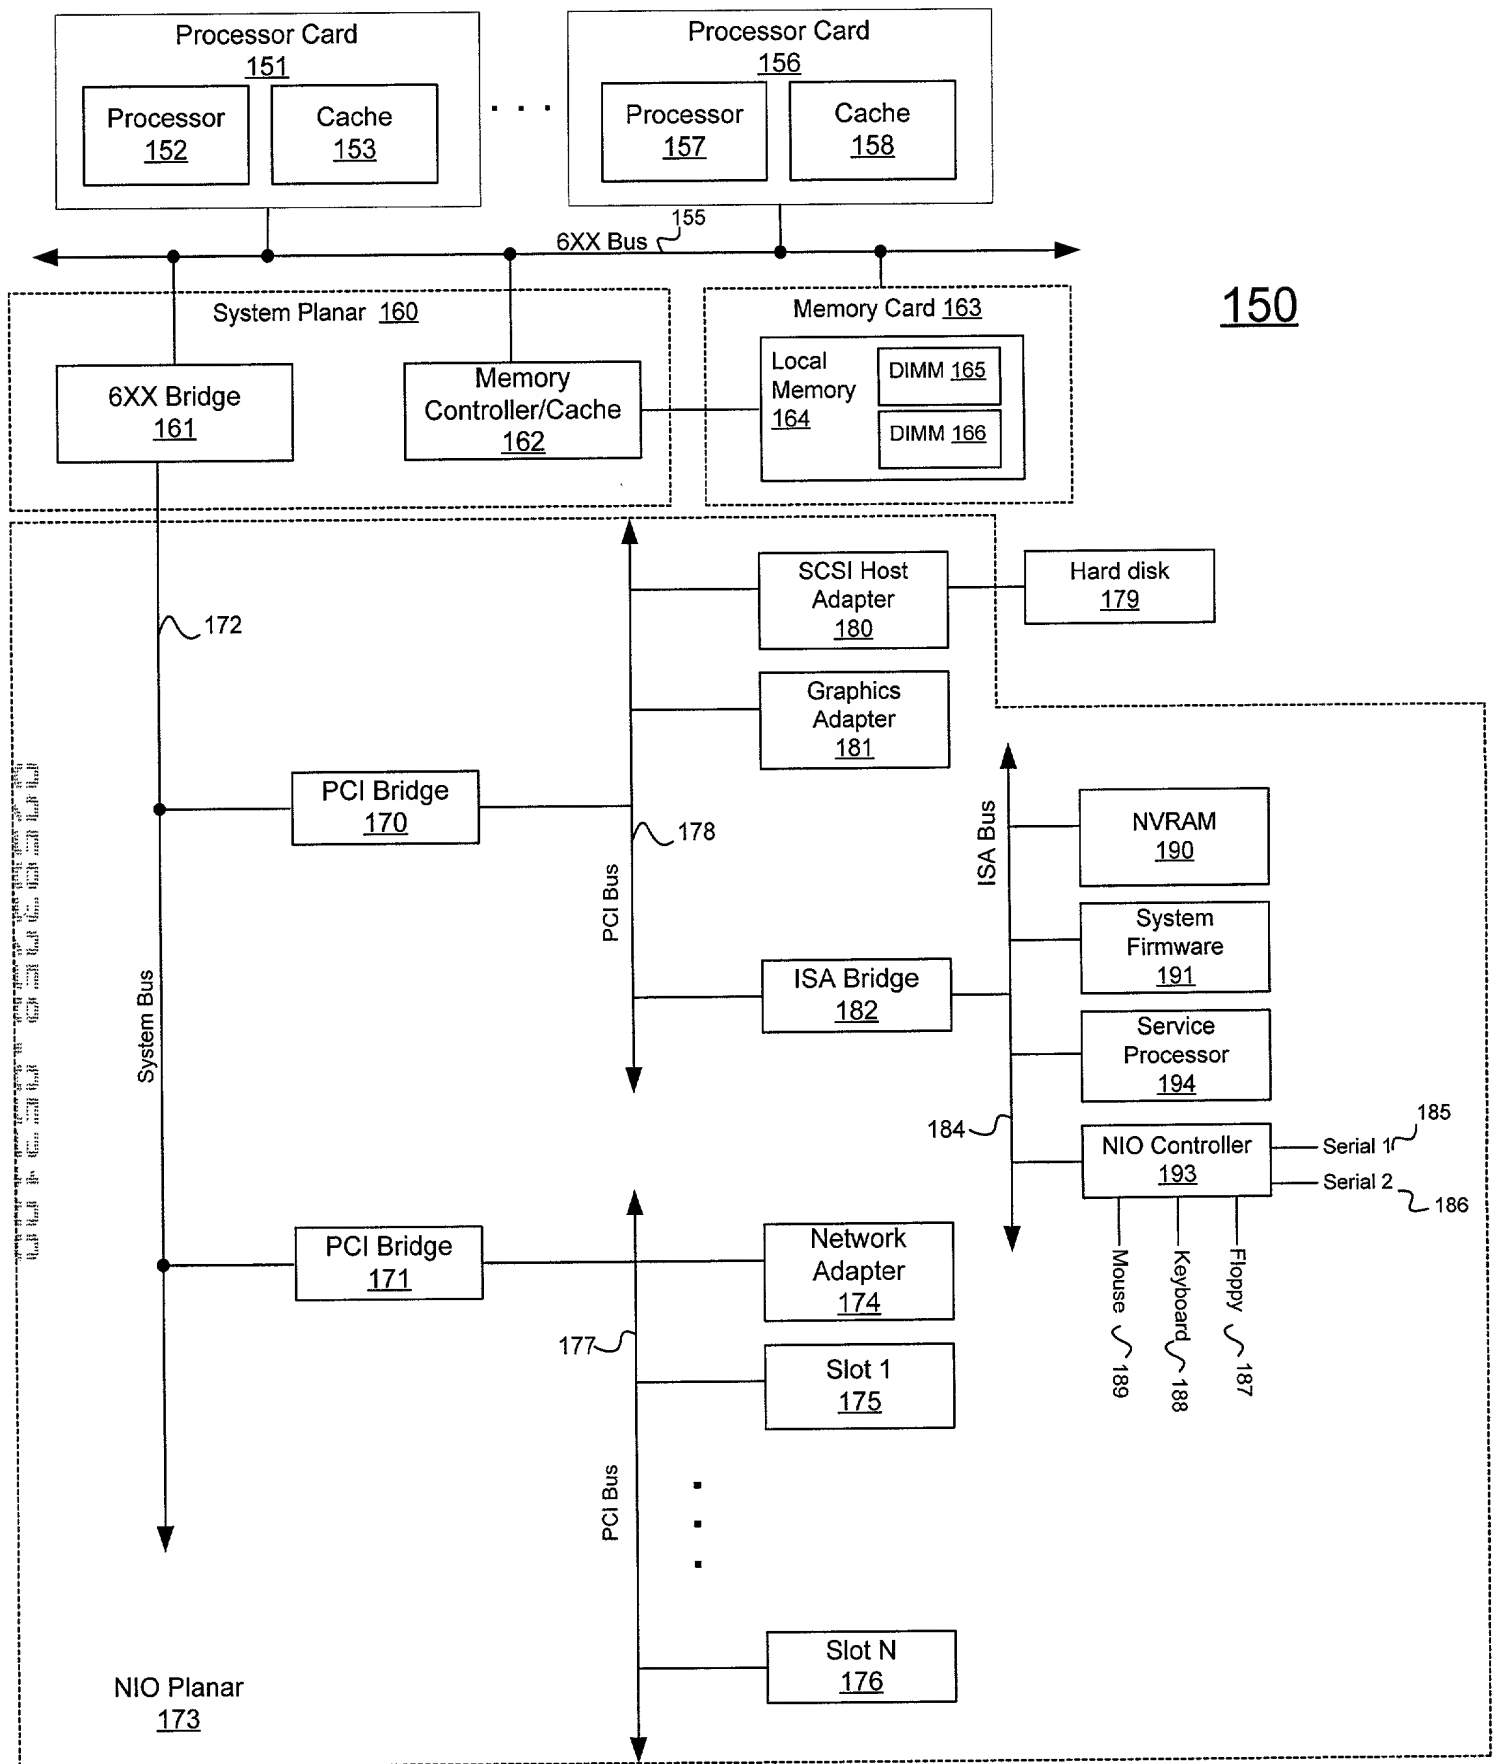 Processor Card
151
Processor
152
Cache
153
. . .
Processor Card
156
Processor
157
Cache
158
6XX Bus
155
150
System Planar 160
6XX Bridge
161
Memory
Controller/Cache
162
Memory Card 163
Local
Memory
164
DIMM 165
DIMM 166
172
System Bus
PCI Bridge
170
178
PCI Bus
SCSI Host
Adapter
180
Hard disk
179
Graphics
Adapter
181
ISA Bridge
182
ISA Bus
184
NVRAM
190
System
Firmware
191
Service
Processor
194
NIO Controller
193
Serial 1
185
Serial 2
186
Mouse
189
Keyboard
188
Floppy
187
PCI Bridge
171
177
PCI Bus
Network
Adapter
174
Slot 1
175
Slot N
176
NIO Planar
173